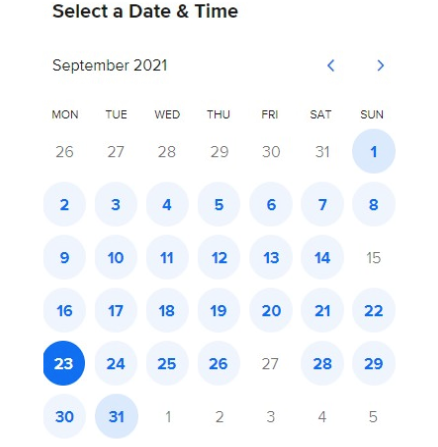 Select a Date & Time
September 2021
MON TUE WED THU FRI SAT SUN
26 27 28 29 30 31 1
2 3 4 5 6 7 8
9 10 11 12 13 14 15
16 17 18 19 20 21 22
23 24 25 26 27 28 29
30 31 1 2 3 4 5